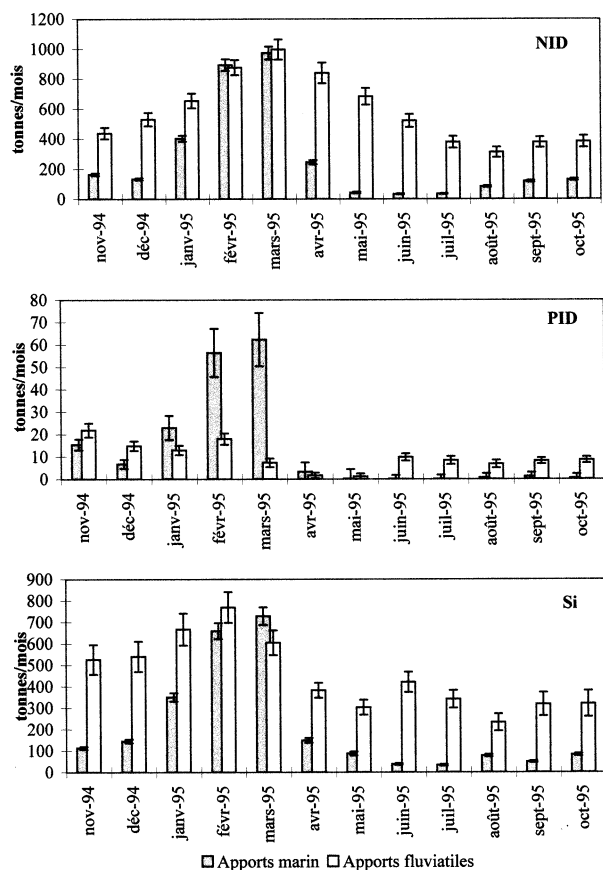 NID
tonnes/mois
1200
1000
800
600
400
200
0
nov-94
déc-94
janv-95
févr-95
mars-95
avr-95
mai-95
juin-95
juil-95
août-95
sept-95
oct-95
PID
tonnes/mois
80
70
60
50
40
30
20
10
0
nov-94
déc-94
janv-95
févr-95
mars-95
avr-95
mai-95
juin-95
juil-95
août-95
sept-95
oct-95
Si
tonnes/mois
900
800
700
600
500
400
300
200
100
0
nov-94
déc-94
janv-95
févr-95
mars-95
avr-95
mai-95
juin-95
juil-95
août-95
sept-95
oct-95
Apports marin Apports fluviatiles